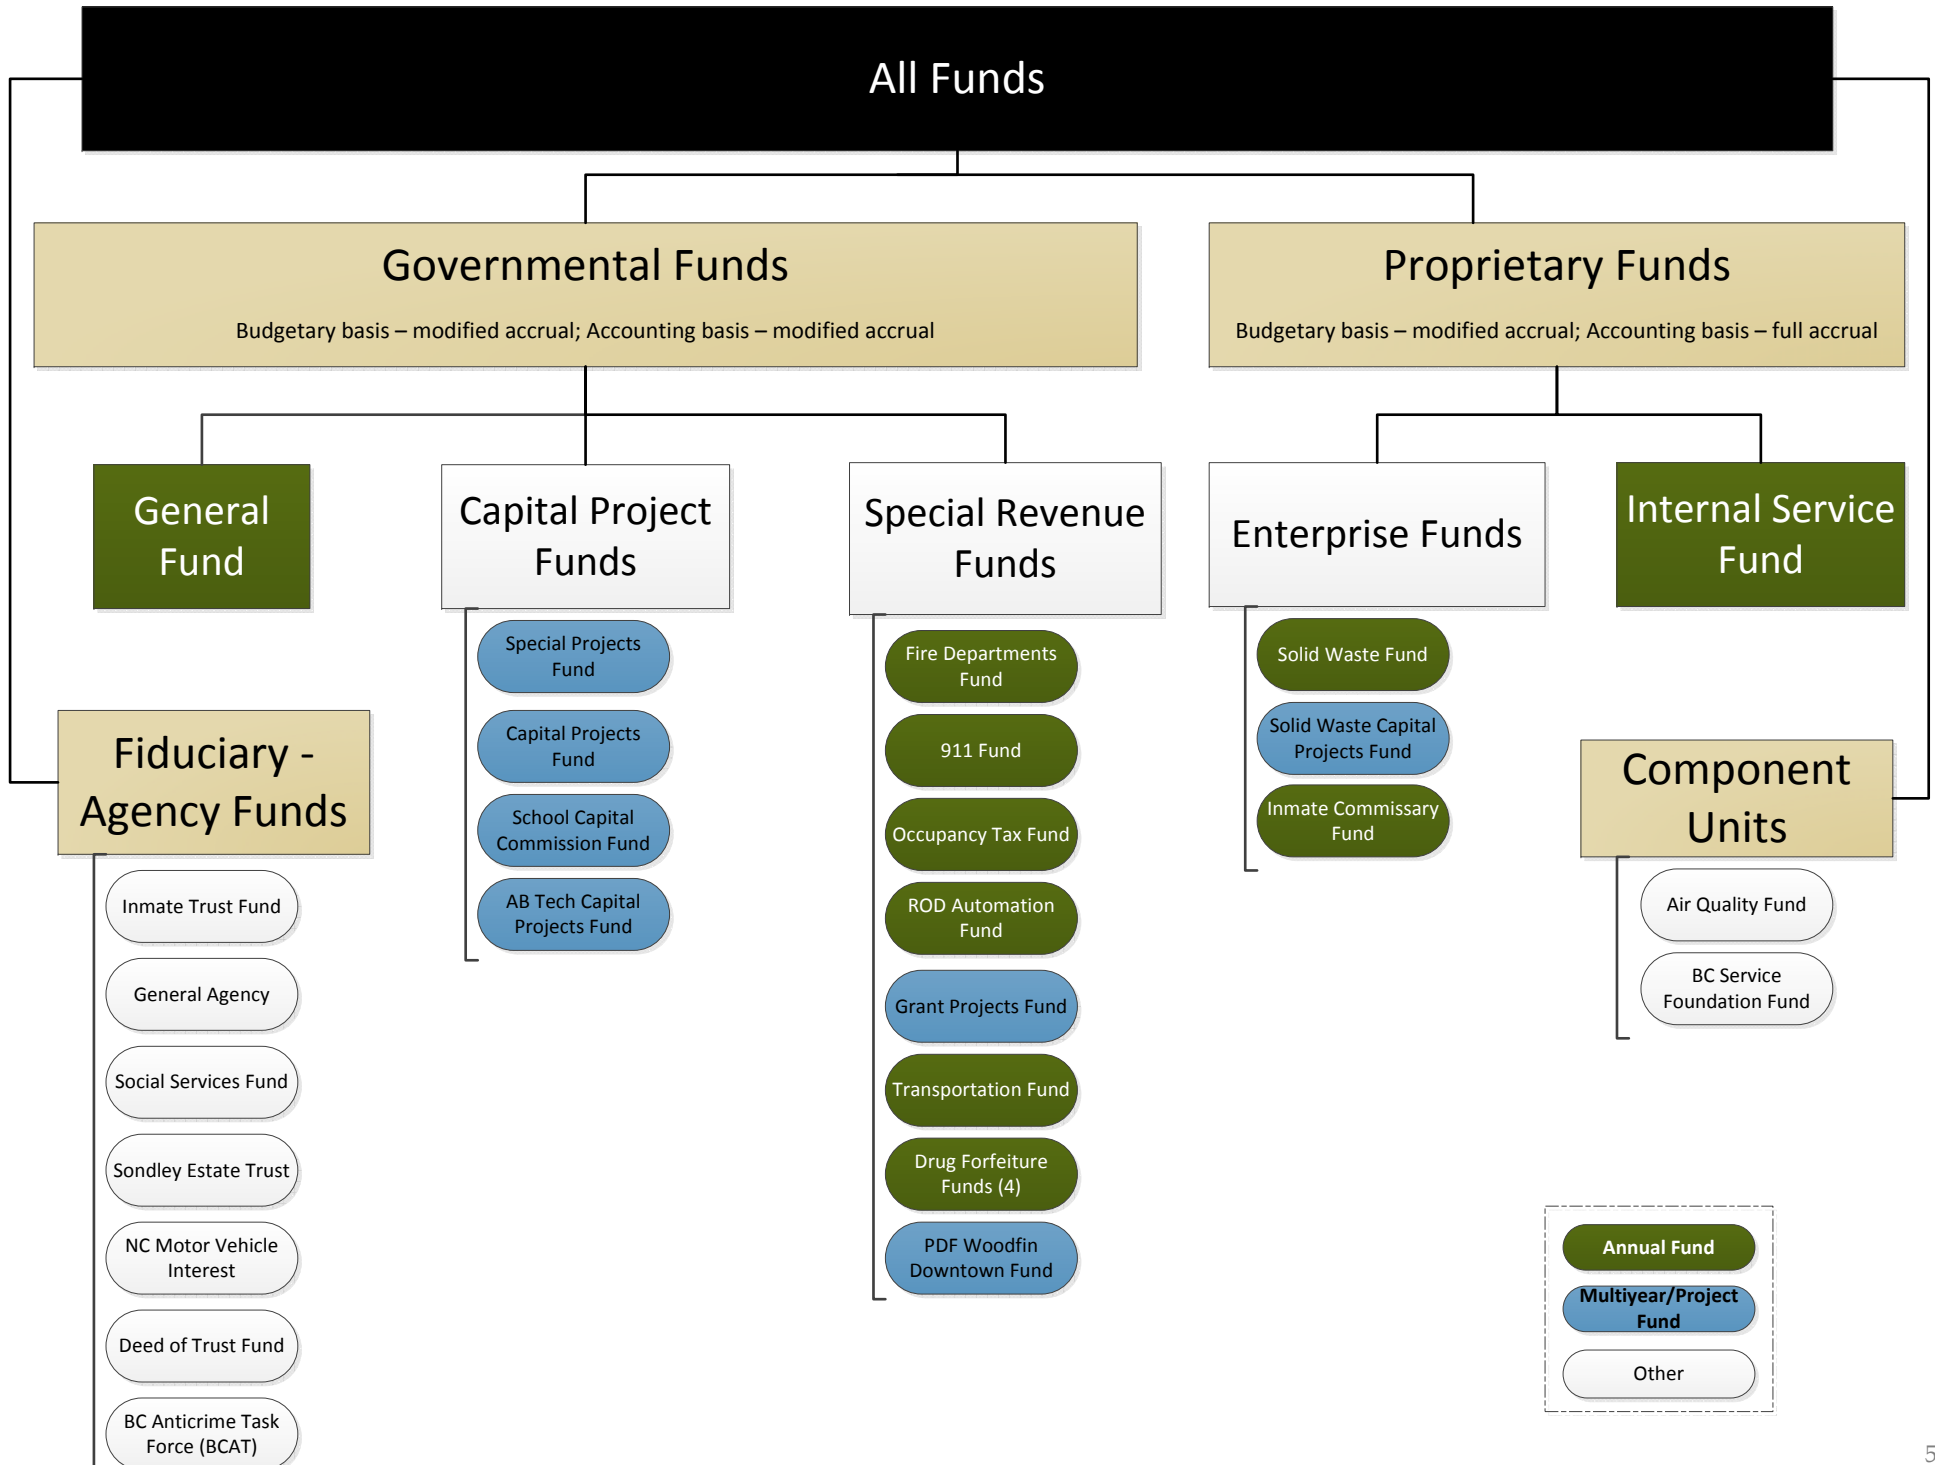 All Funds
Governmental Funds
Budgetary basis – modified accrual; Accounting basis – modified accrual
Proprietary Funds
Budgetary basis – modified accrual; Accounting basis – full accrual
General
Fund
Capital Project
Funds
Special Revenue
Funds
Enterprise Funds
Internal Service
Fund
Special Projects
Fund
Capital Projects
Fund
School Capital
Commission Fund
AB Tech Capital
Projects Fund
Fire Departments
Fund
911 Fund
Occupancy Tax Fund
ROD Automation
Fund
Grant Projects Fund
Transportation Fund
Drug Forfeiture
Funds (4)
PDF Woodfin
Downtown Fund
Solid Waste Fund
Solid Waste Capital
Projects Fund
Inmate Commissary
Fund
Fiduciary -
Agency Funds
Inmate Trust Fund
General Agency
Social Services Fund
Sondley Estate Trust
NC Motor Vehicle
Interest
Deed of Trust Fund
BC Anticrime Task
Force (BCAT)
Component
Units
Air Quality Fund
BC Service
Foundation Fund
Annual Fund
Multiyear/Project
Fund
Other
5